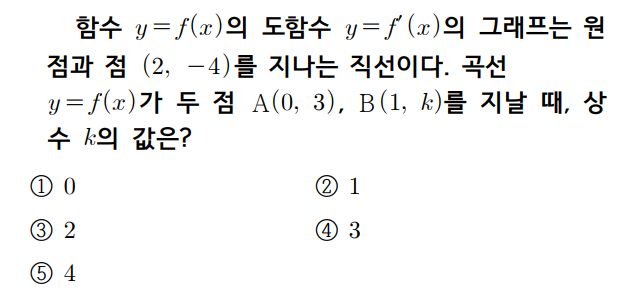 함수 y=f(x)의 도함수 y=f′(x)의 그래프는 원
점과 점 (2, −4)를 지나는 직선이다. 곡선
y=f(x)가 두 점 A(0, 3), B(1, k)를 지날 때, 상
수 k의 값은?
① 0 ② 1
③ 2 ④ 3
⑤ 4